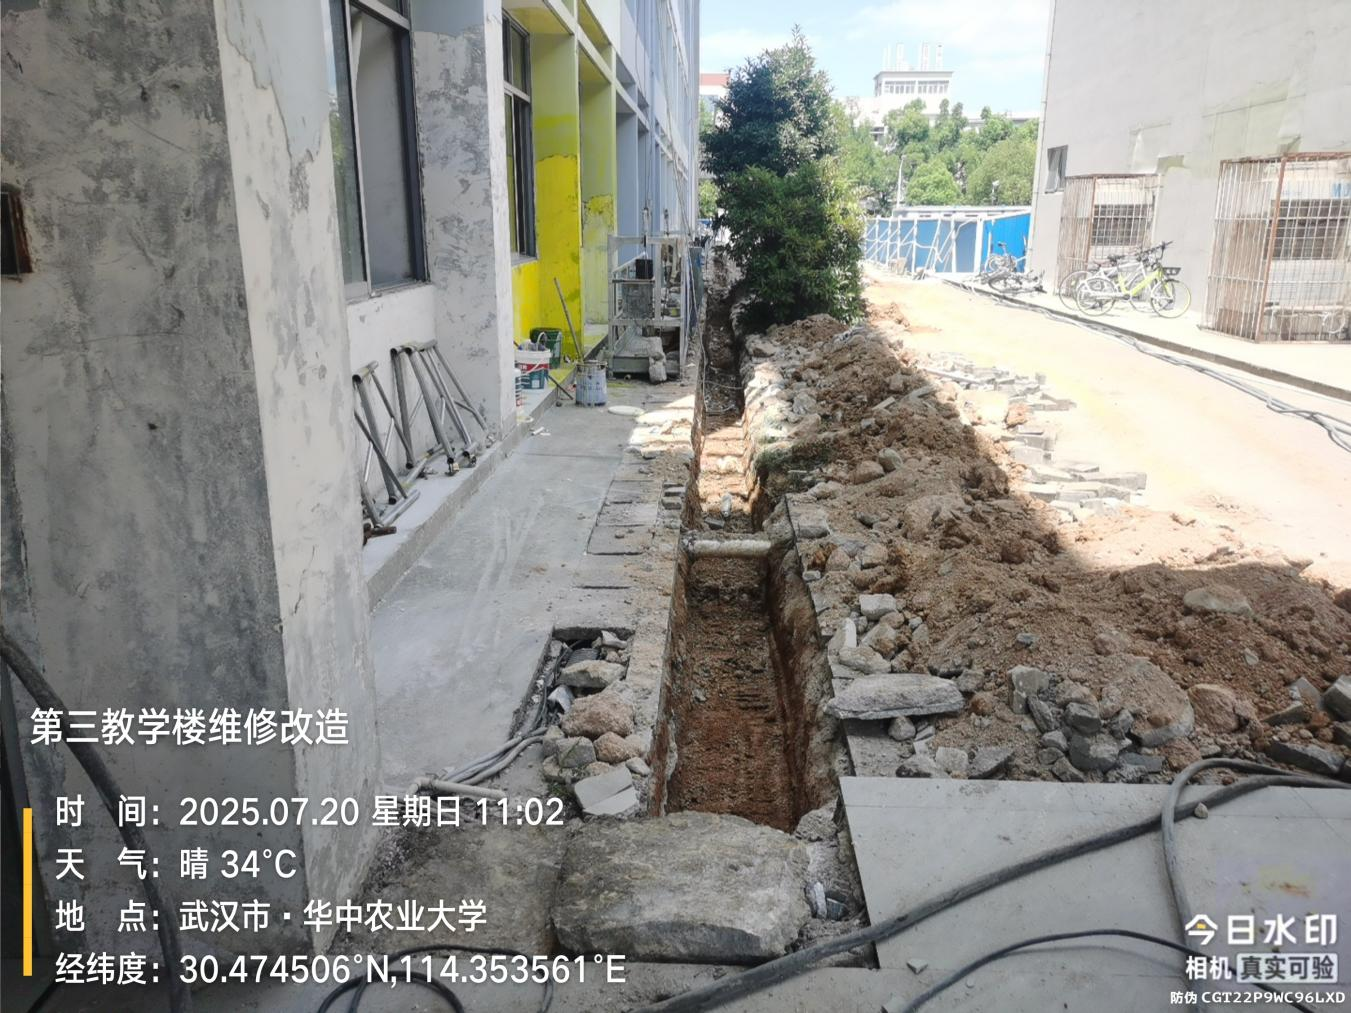 第三教学楼维修改造
时 间：2025.07.20 星期日 11:02
天 气：晴 34°C
地 点：武汉市·华中农业大学
经纬度：30.474506°N,114.353561°E
今日水印
相机 真实可验
防伪 CGT22P9WC96LXD